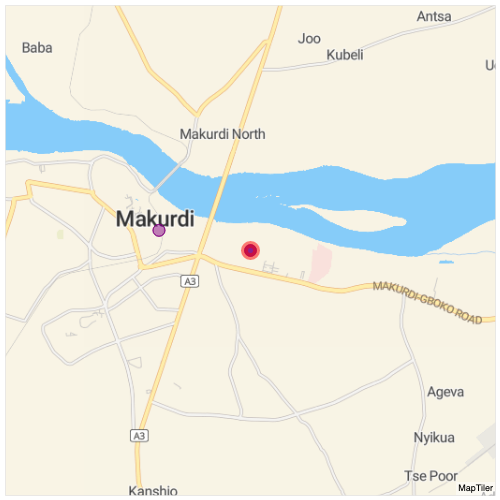 Antsa
Joo
Baba
Kubeli
U
Makurdi North
Makurdi
A3
MAKURDI-GBOKO ROAD
Ageva
A3
Nyikua
Tse Poor
Kanshio
MapTiler